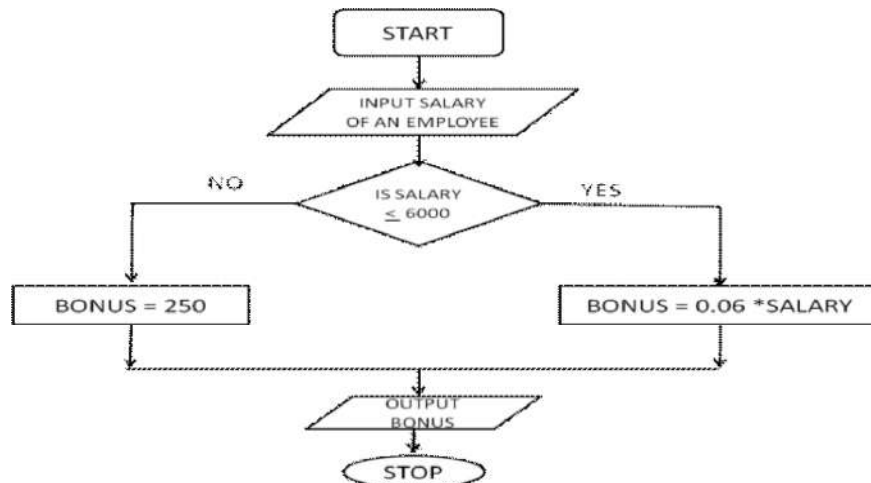 START
INPUT SALARY
OF AN EMPLOYEE
NO
IS SALARY
≤ 6000
YES
BONUS = 250
BONUS = 0.06 *SALARY
OUTPUT
BONUS
STOP